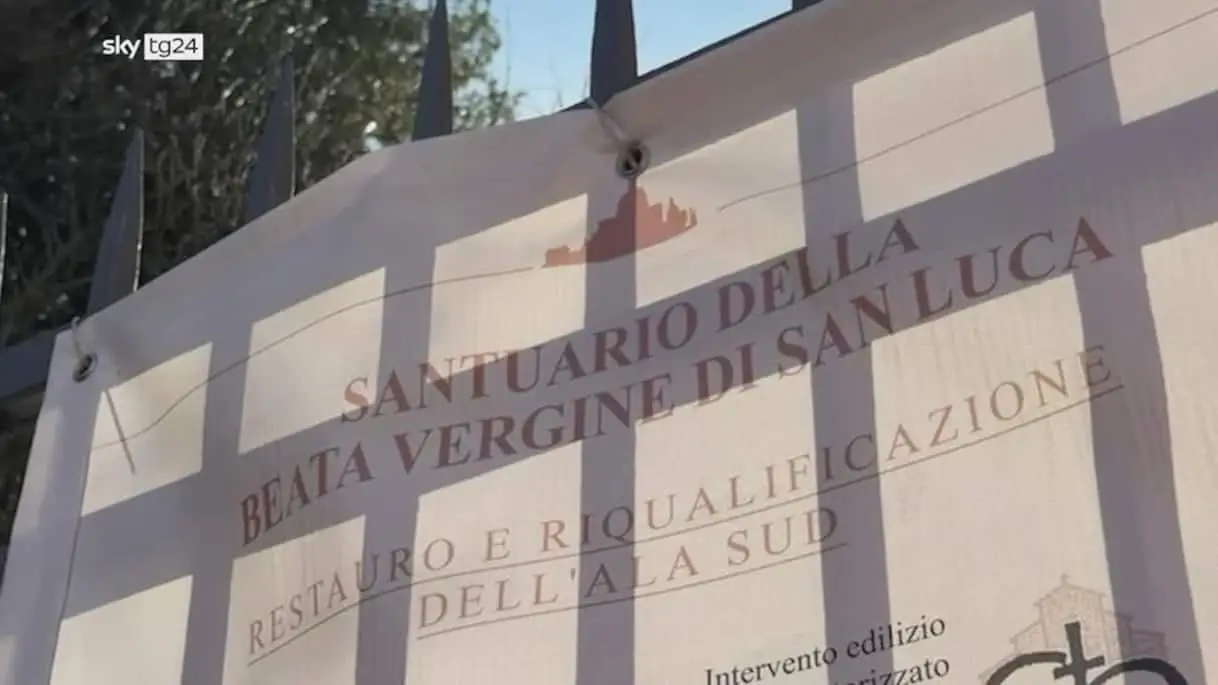 sky tg24
SANTUARIO DELLA
BEATA VERGINE DI SAN LUCA
RESTAURO E RIQUALIFICAZIONE
DELL'ALA SUD
Intervento edilizio